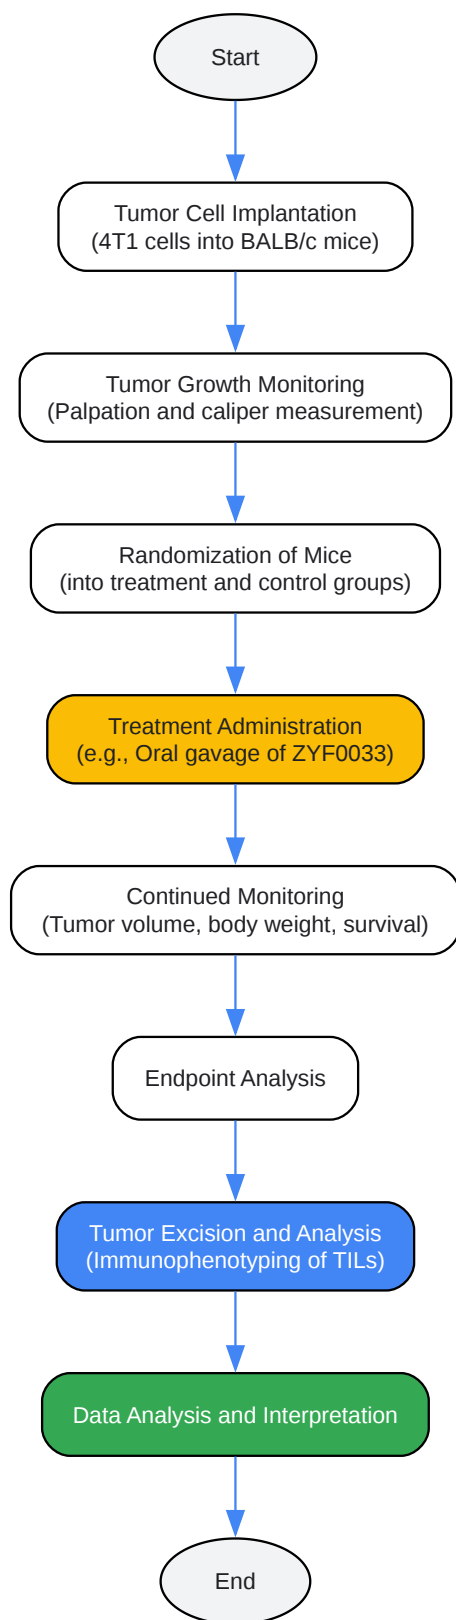 Start
Tumor Cell Implantation
(4T1 cells into BALB/c mice)
Tumor Growth Monitoring
(Palpation and caliper measurement)
Randomization of Mice
(into treatment and control groups)
Treatment Administration
(e.g., Oral gavage of ZYF0033)
Continued Monitoring
(Tumor volume, body weight, survival)
Endpoint Analysis
Tumor Excision and Analysis
(Immunophenotyping of TILs)
Data Analysis and Interpretation
End